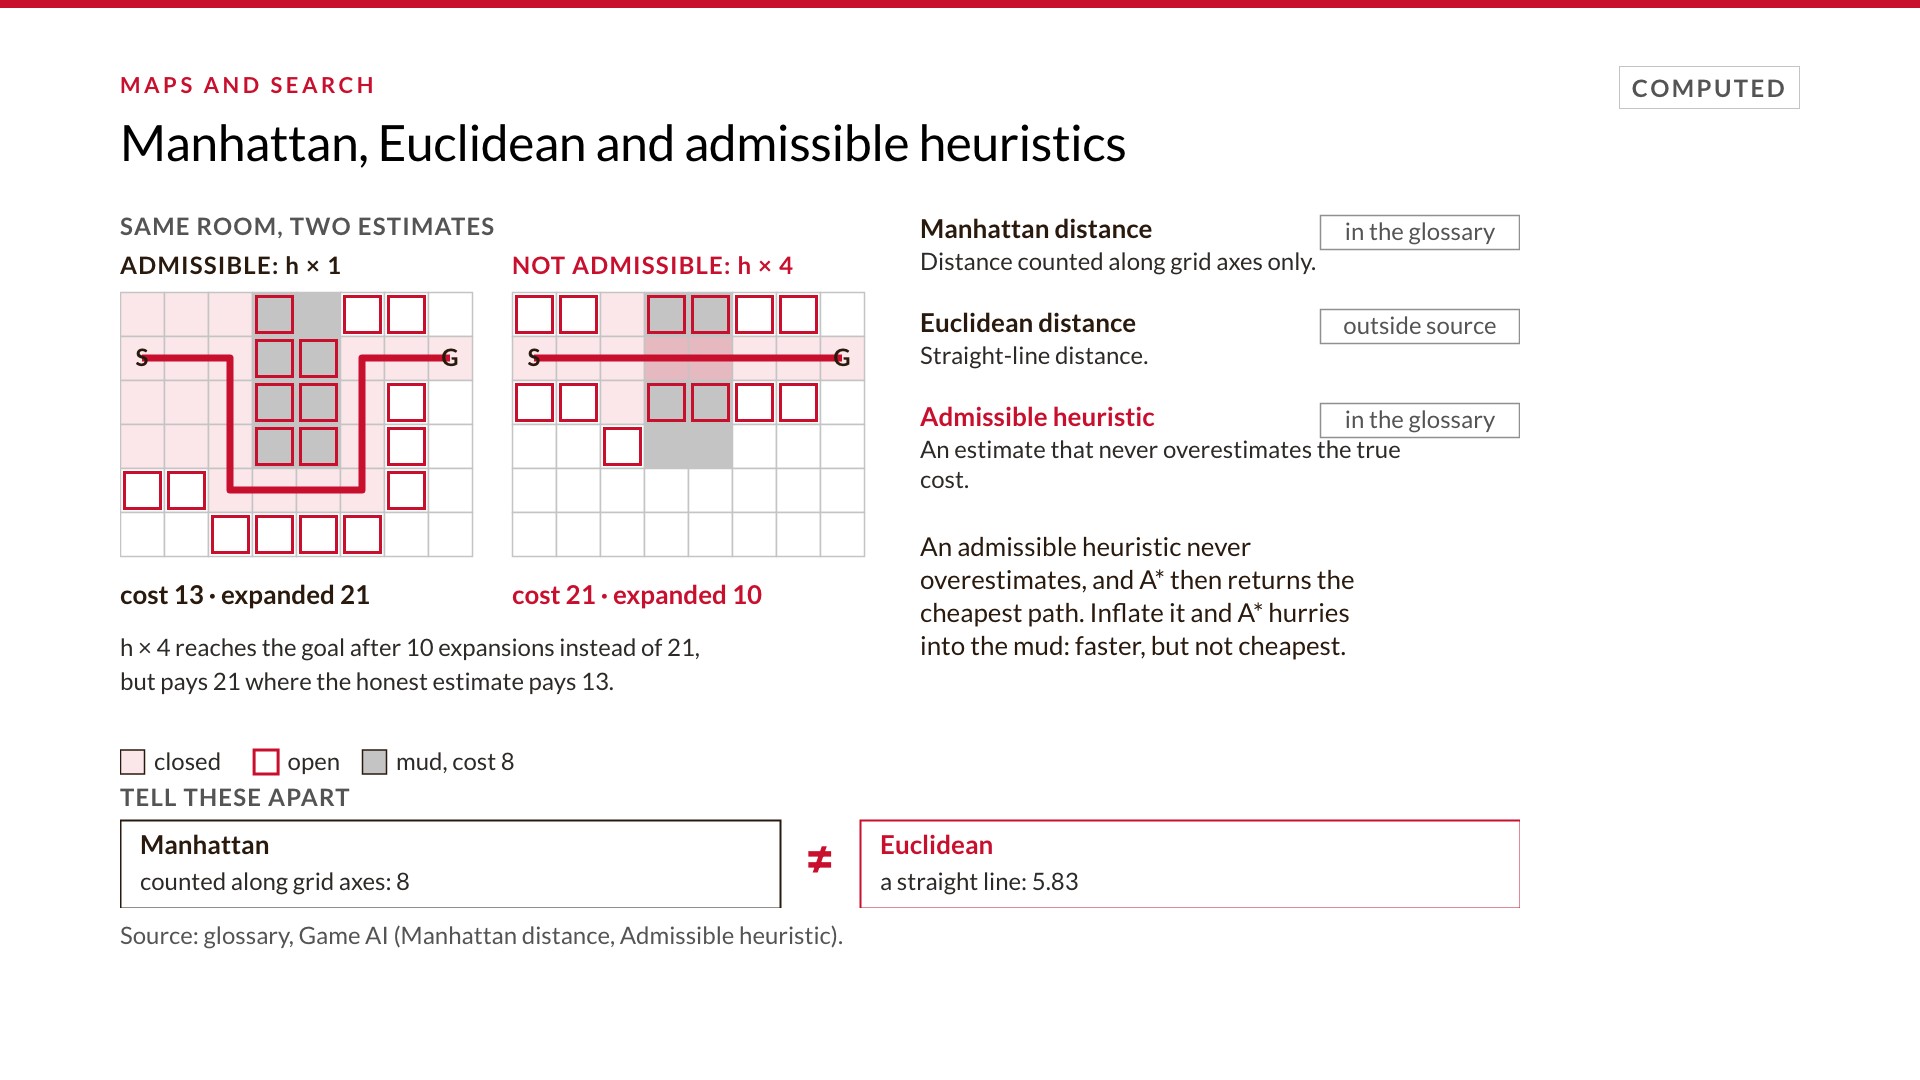 MAPS AND SEARCH
COMPUTED
Manhattan, Euclidean and admissible heuristics
SAME ROOM, TWO ESTIMATES
ADMISSIBLE: h × 1
NOT ADMISSIBLE: h × 4
S
G
S
G
cost 13 · expanded 21
cost 21 · expanded 10
h × 4 reaches the goal after 10 expansions instead of 21,
but pays 21 where the honest estimate pays 13.
closed
open
mud, cost 8
Manhattan distance
in the glossary
Distance counted along grid axes only.
Euclidean distance
outside source
Straight-line distance.
Admissible heuristic
in the glossary
An estimate that never overestimates the true
cost.
An admissible heuristic never
overestimates, and A* then returns the
cheapest path. Inflate it and A* hurries
into the mud: faster, but not cheapest.
TELL THESE APART
Manhattan
counted along grid axes: 8
≠
Euclidean
a straight line: 5.83
Source: glossary, Game AI (Manhattan distance, Admissible heuristic).